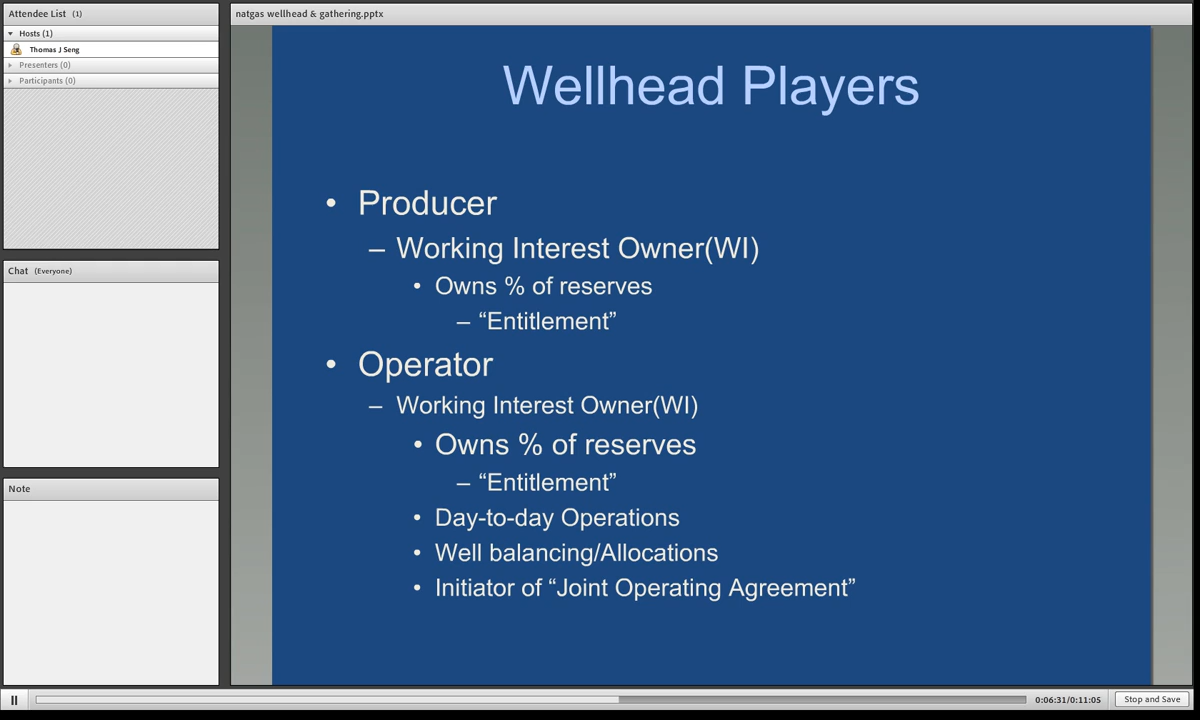 Attendee List (1)
Hosts (1)
Thomas J Seng
Presenters (0)
Participants (0)
Chat (Everyone)
Note
natgas wellhead & gathering.pptx
Wellhead Players
• Producer
– Working Interest Owner(WI)
• Owns % of reserves
– “Entitlement”
• Operator
– Working Interest Owner(WI)
• Owns % of reserves
– “Entitlement”
• Day-to-day Operations
• Well balancing/Allocations
• Initiator of “Joint Operating Agreement”
0:06:31/0:11:05
Stop and Save